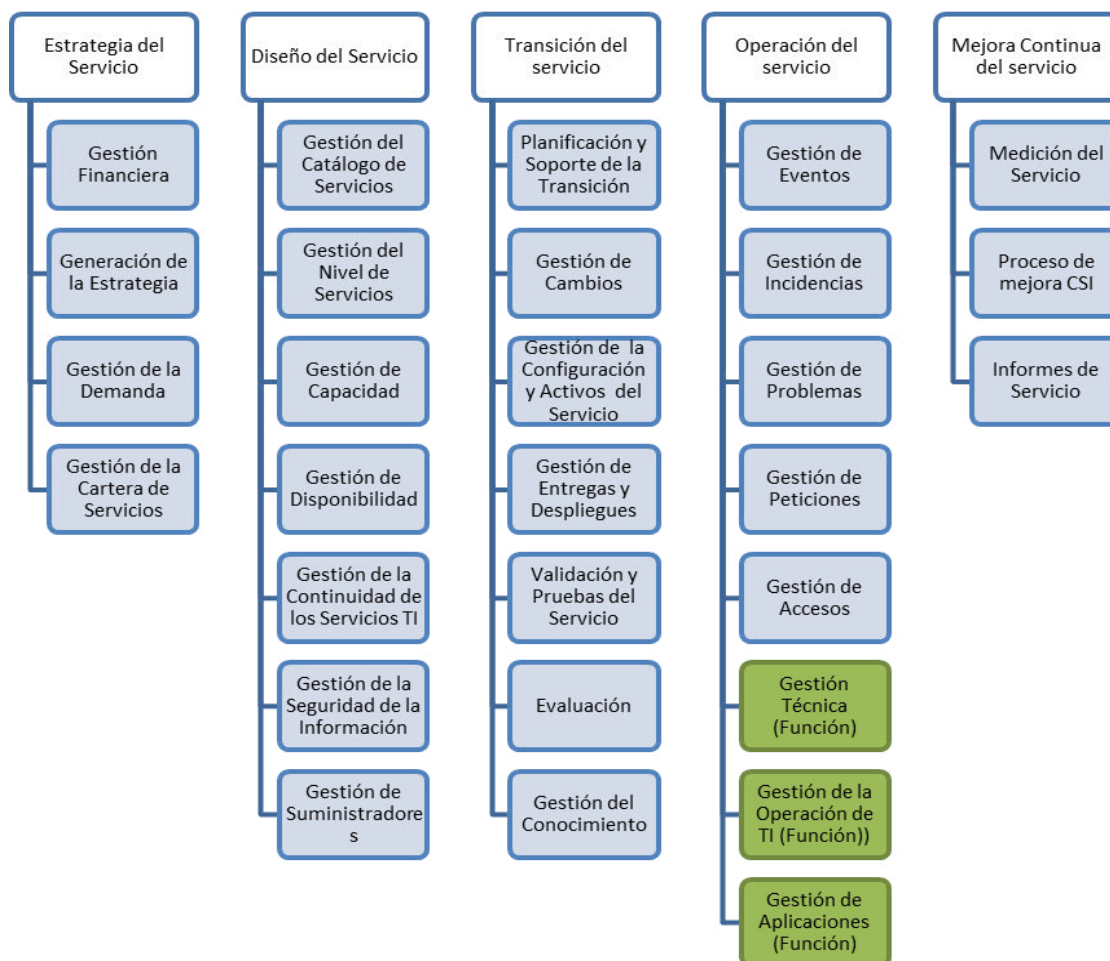 Estrategia del
Servicio
Gestión
Financiera
Generación de
la Estrategia
Gestión de la
Demanda
Gestión de la
Cartera de
Servicios
Diseño del Servicio
Gestión del
Catálogo de
Servicios
Gestión del
Nivel de
Servicios
Gestión de
Capacidad
Gestión de
Disponibilidad
Gestión de la
Continuidad de
los Servicios TI
Gestión de la
Seguridad de la
Información
Gestión de
Suministradore
s
Transición del
servicio
Planificación y
Soporte de la
Transición
Gestión de
Cambios
Gestión de la
Configuración
y Activos del
Servicio
Gestión de
Entregas y
Despliegues
Validación y
Pruebas del
Servicio
Evaluación
Gestión del
Conocimiento
Operación del
servicio
Gestión de
Eventos
Gestión de
Incidencias
Gestión de
Problemas
Gestión de
Peticiones
Gestión de
Accesos
Gestión
Técnica
(Función)
Gestión de la
Operación de
TI (Función))
Gestión de
Aplicaciones
(Función)
Mejora Continua
del servicio
Medición del
Servicio
Proceso de
mejora CSI
Informes de
Servicio